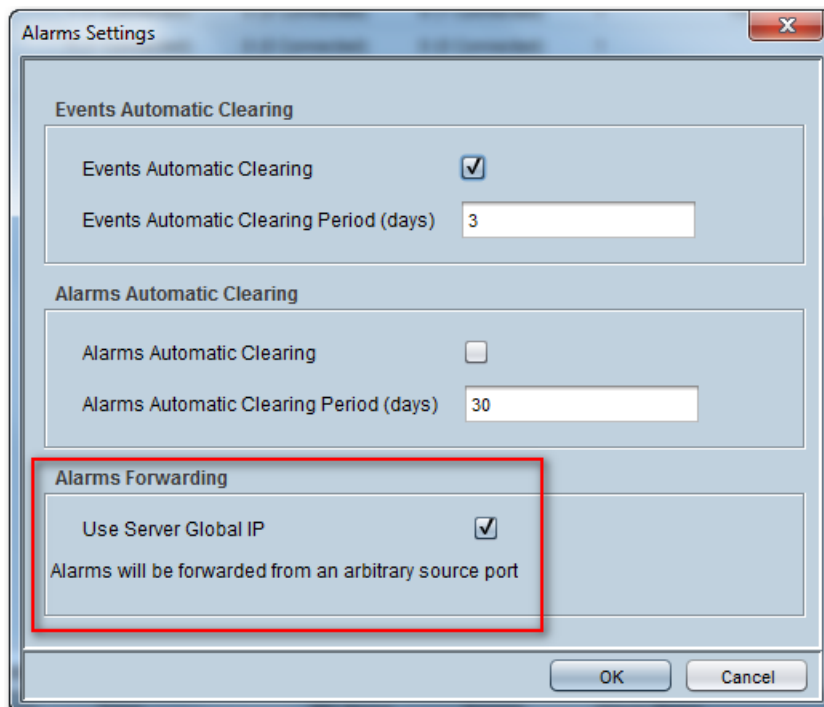 Alarms Settings
Events Automatic Clearing
Events Automatic Clearing
Events Automatic Clearing Period (days) 3
Alarms Automatic Clearing
Alarms Automatic Clearing
Alarms Automatic Clearing Period (days) 30
Alarms Forwarding
Use Server Global IP
Alarms will be forwarded from an arbitrary source port
OK Cancel